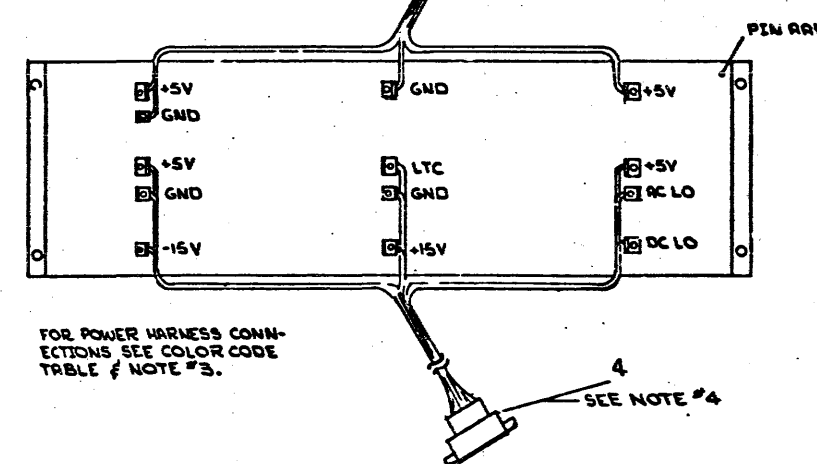 PIN
+5V
GND
+5V
GND
+5V
LTC
+5V
GND
GND
AC LO
-15V
+15V
DC LO
FOR POWER HARNESS CONN-
ECTIONS SEE COLOR CODE
TABLE & NOTE #3.
4
SEE NOTE #4